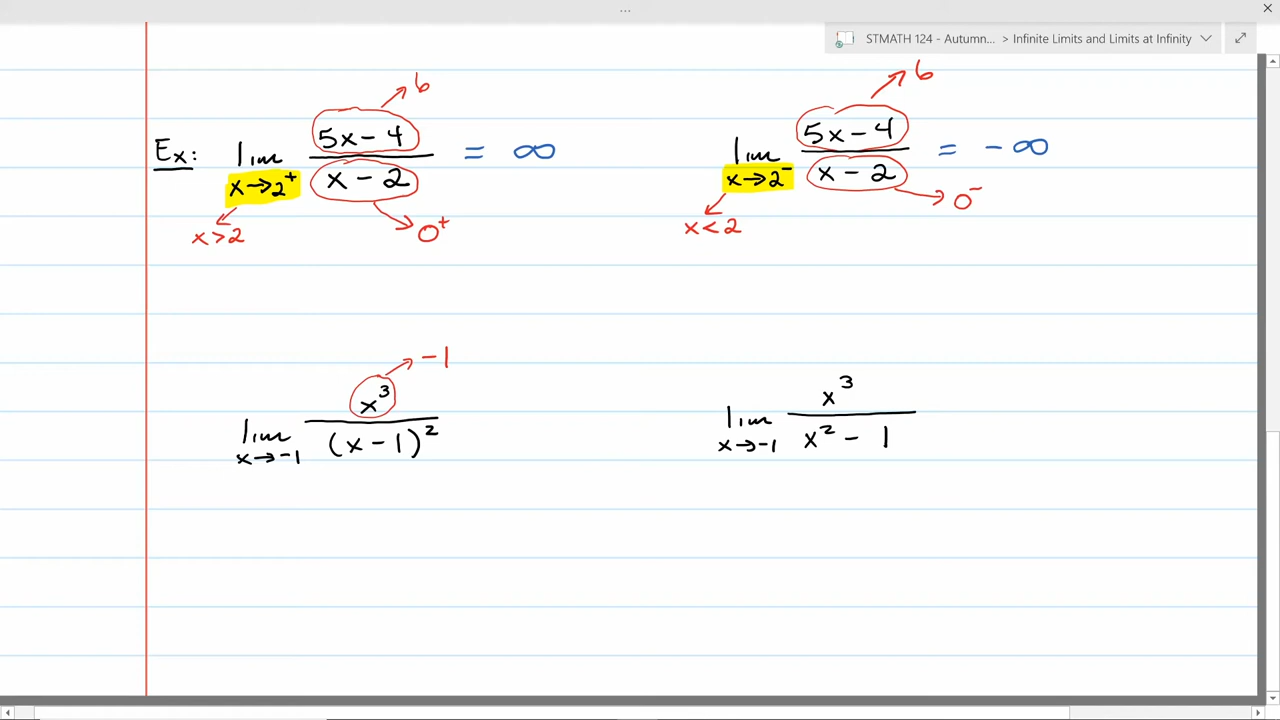 ...
STMATH 124 - Autumn... > Infinite Limits and Limits at Infinity
Ex: lim x→2⁺ (5x - 4)/(x - 2) = ∞
6
x > 2
0⁺
lim x→2⁻ (5x - 4)/(x - 2) = -∞
6
x < 2
0⁻
lim x→-1 x³/(x - 1)²
-1
lim x→-1 x³/(x² - 1)